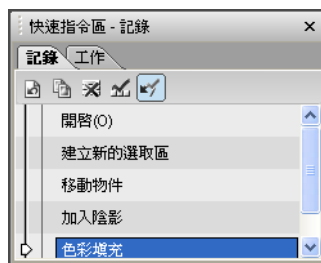 快速指令區 - 記錄
記錄 工作
開啓(O)
建立新的選取區
移動物件
加入陰影
色彩填充